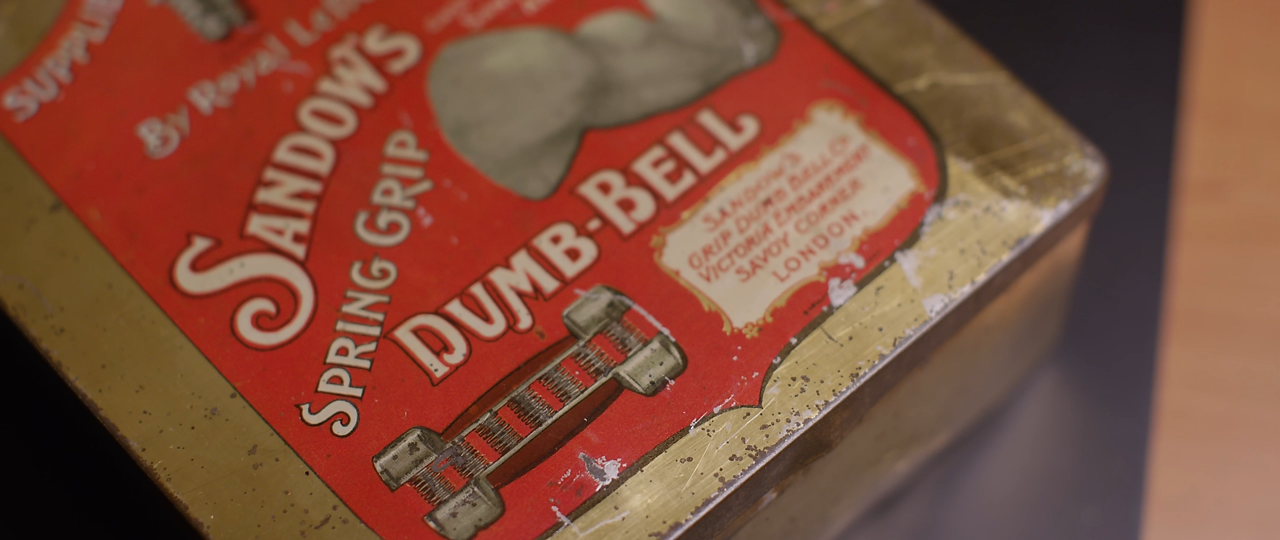 By Royal
SANDOW'S
SPRING GRIP
DUMB-BELL
SANDOW'S
GRIP DUMB BELL Co
VICTORIA EMBANKMENT
SAVOY CORNER
LONDON